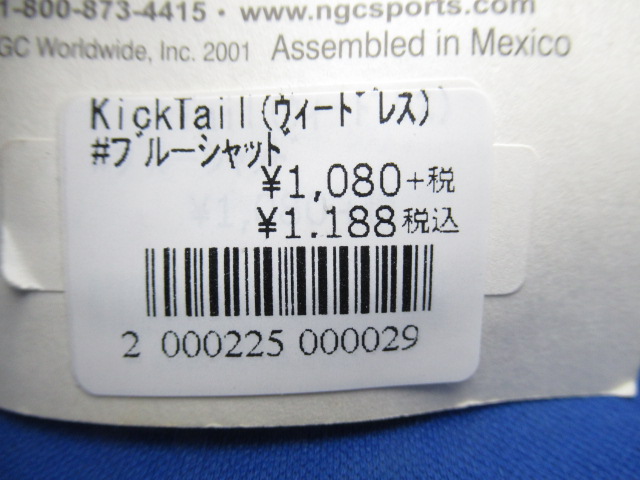 1-800-873-4415 • www.ngcsports.com
GC Worldwide, Inc. 2001 Assembled in Mexico
KickTail(ｳｨｰﾄﾞﾚｽ)
#ﾌﾞﾙｰｼｬｯﾄﾞ
¥1,080+税
¥1.188税込
2 000225 000029